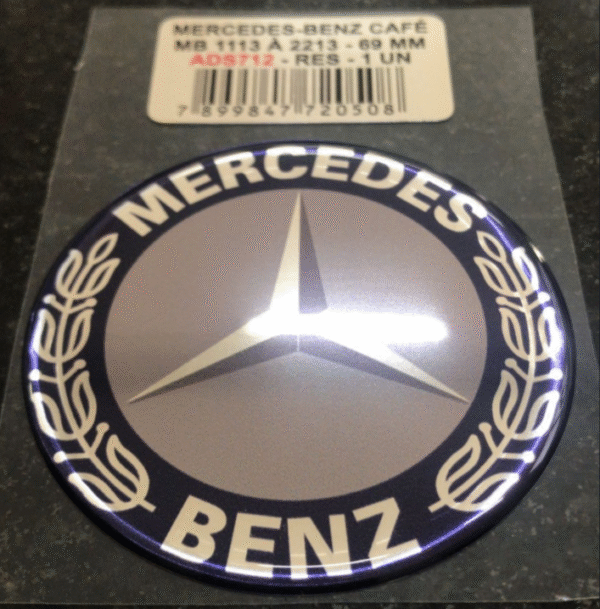 MERCEDES-BENZ CAFÉ
MB 1113 À 2213 - 69 MM
ADS712 - RES - 1 UN
7 899847 720508
MERCEDES
BENZ